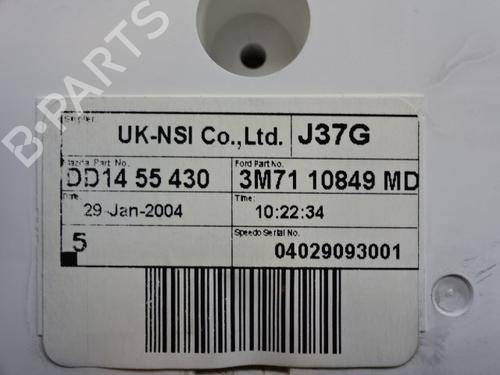 B-PARTS
Supplier
UK-NSI Co.,Ltd. J37G
Mazda Part No. Ford Part No.
DD14 55 430 3M71 10849 MD
Date Time:
29-Jan-2004 10:22:34
5 Speedo Serial No.
04029093001